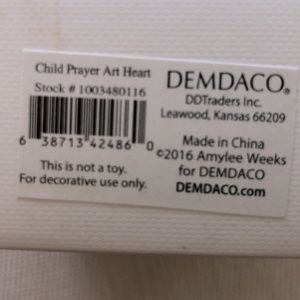 Child Prayer Art Heart
Stock # 1003480116
6 38713 42486 0
This is not a toy.
For decorative use only.
DEMDACO®
DDTraders Inc.
Leawood, Kansas 66209
Made in China
©2016 Amylee Weeks
for DEMDACO
DEMDACO.com